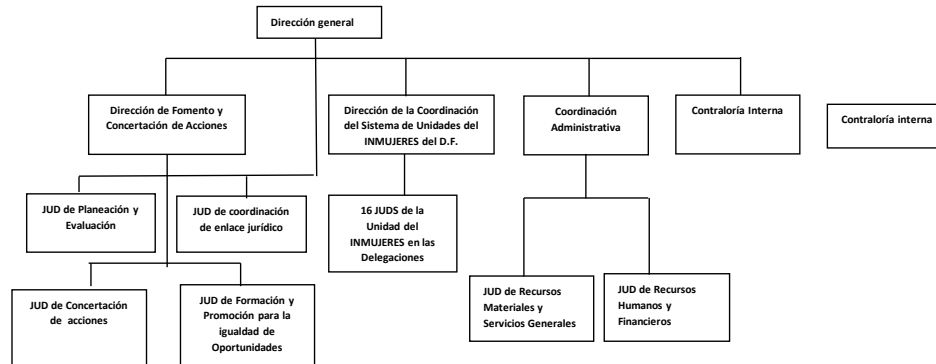 Dirección general
Dirección de Fomento y
Concertación de Acciones
Dirección de la Coordinación
del Sistema de Unidades del
INMUJERES del D.F.
Coordinación
Administrativa
Contraloría Interna
Contraloría interna
JUD de Planeación y
Evaluación
JUD de coordinación
de enlace jurídico
16 JUDS de la
Unidad del
INMUJERES en las
Delegaciones
JUD de Concertación
de acciones
JUD de Formación y
Promoción para la
igualdad de
Oportunidades
JUD de Recursos
Materiales y
Servicios Generales
JUD de Recursos
Humanos y
Financieros